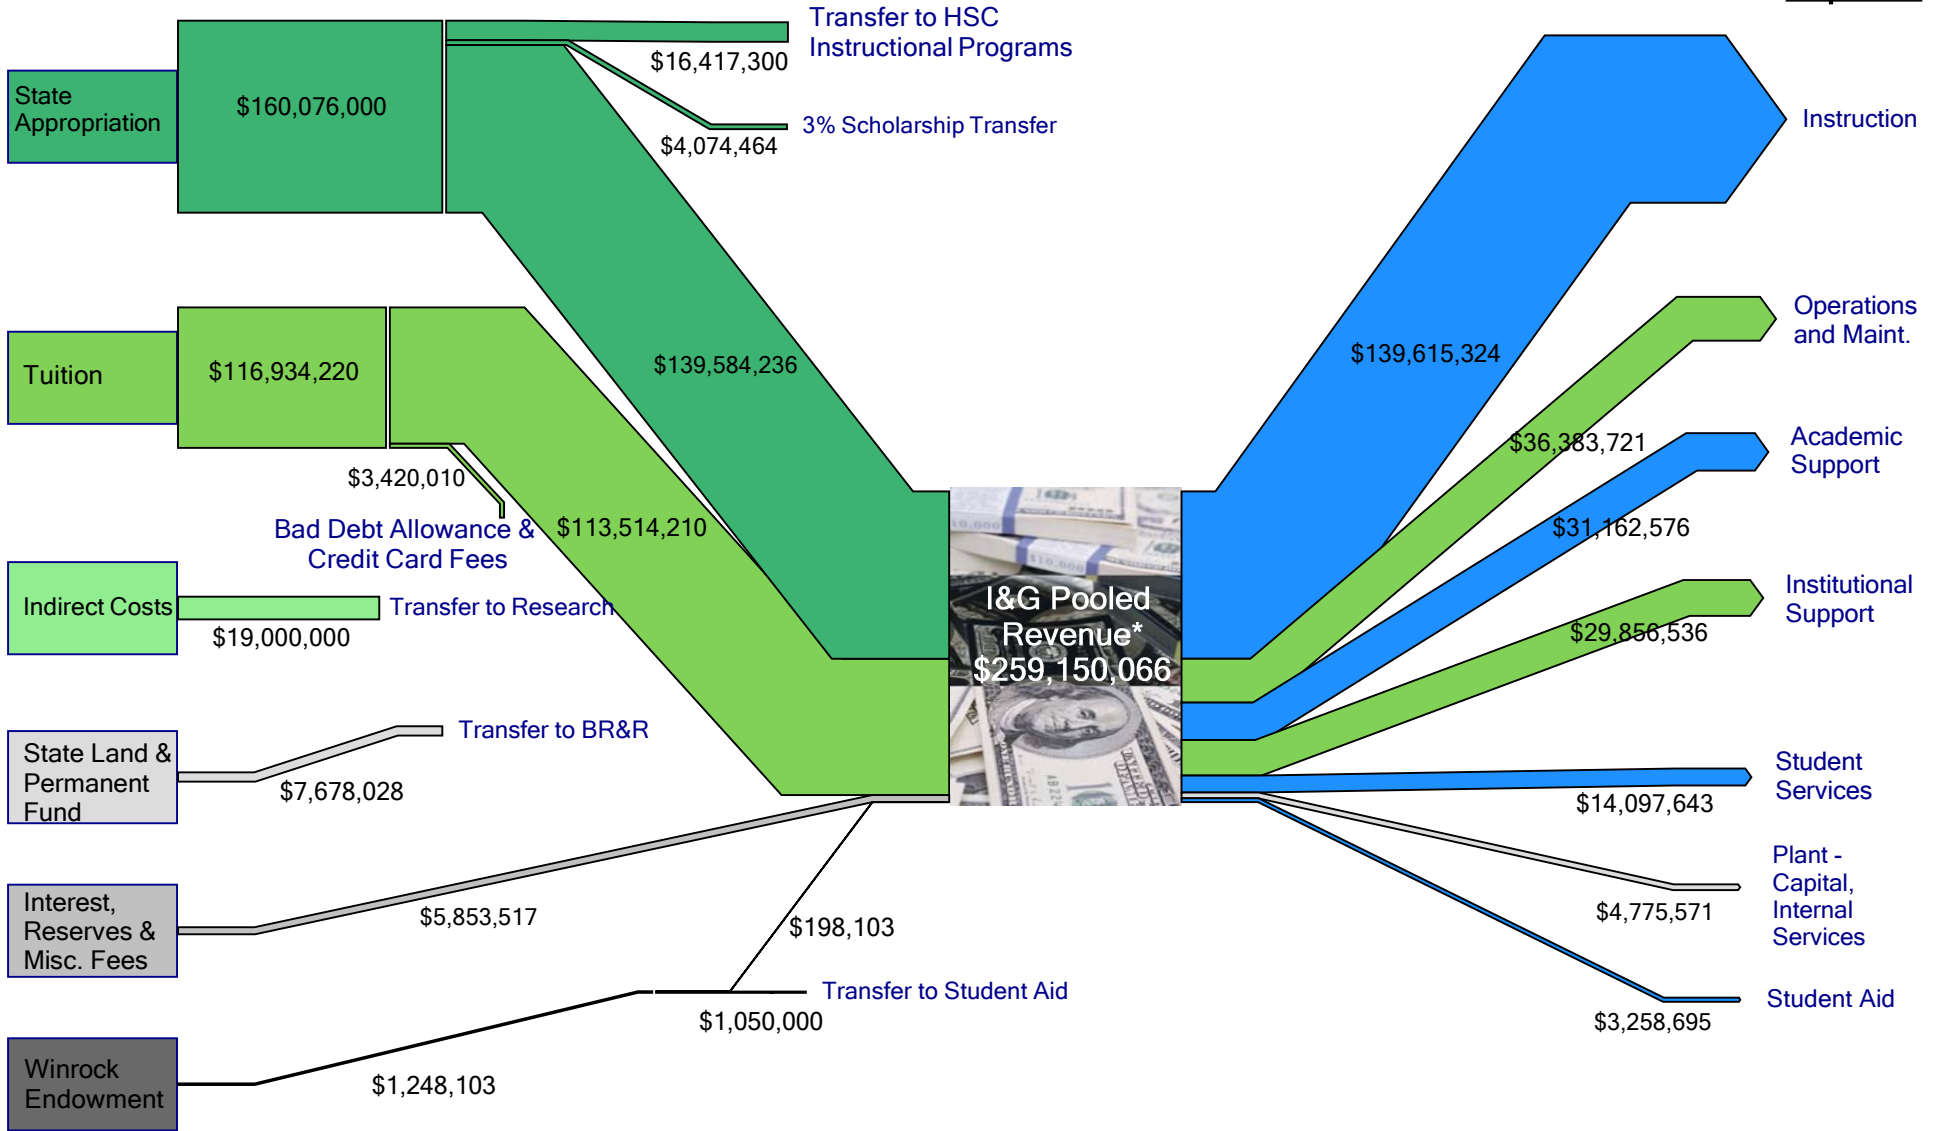 Transfer to HSC
Instructional Programs
$16,417,300
State
Appropriation
$160,076,000
3% Scholarship Transfer
$4,074,464
Instruction
Tuition
$116,934,220
$139,584,236
$139,615,324
Operations
and Maint.
$36,383,721
Academic
Support
$3,420,010
Bad Debt Allowance &
Credit Card Fees
$113,514,210
$31,162,576
Indirect Costs
Transfer to Research
$19,000,000
I&G Pooled
Revenue*
$259,150,066
Institutional
Support
$29,856,536
State Land &
Permanent
Fund
Transfer to BR&R
$7,678,028
Student
Services
$14,097,643
Interest,
Reserves &
Misc. Fees
$5,853,517
$198,103
Plant -
Capital,
Internal
Services
$4,775,571
Transfer to Student Aid
$1,050,000
Student Aid
$3,258,695
Winrock
Endowment
$1,248,103